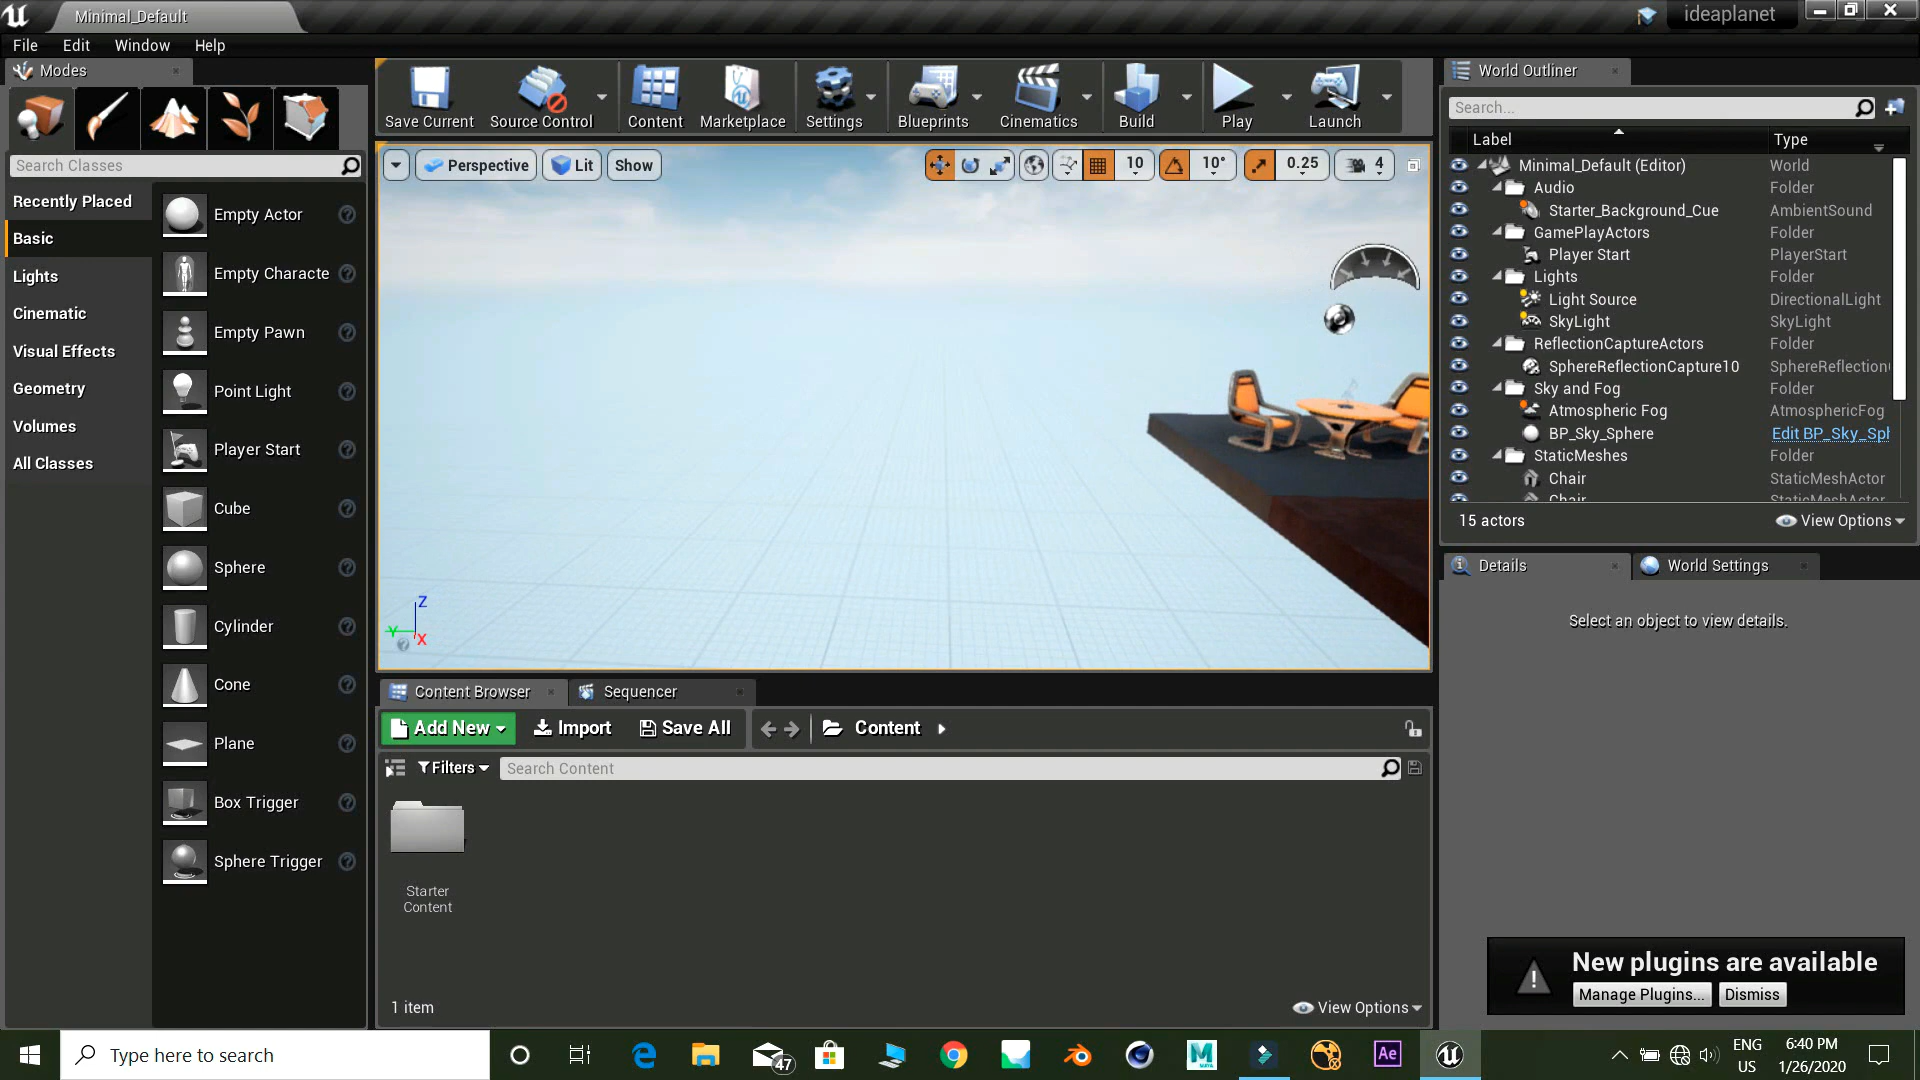 Minimal_Default
ideaplanet
File Edit Window Help
Modes
Search Classes
Recently Placed
Basic
Lights
Cinematic
Visual Effects
Geometry
Volumes
All Classes
Empty Actor
Empty Characte
Empty Pawn
Point Light
Player Start
Cube
Sphere
Cylinder
Cone
Plane
Box Trigger
Sphere Trigger
Save Current Source Control Content Marketplace Settings Blueprints Cinematics Build Play Launch
Perspective Lit Show 10 10° 0.25 4
Z
Y
X
Content Browser Sequencer
Add New Import Save All Content
Filters Search Content
Starter
Content
1 item View Options
World Outliner
Search...
Label Type
Minimal_Default (Editor) World
Audio Folder
Starter_Background_Cue AmbientSound
GamePlayActors Folder
Player Start PlayerStart
Lights Folder
Light Source DirectionalLight
SkyLight SkyLight
ReflectionCaptureActors Folder
SphereReflectionCapture10 SphereReflection
Sky and Fog Folder
Atmospheric Fog AtmosphericFog
BP_Sky_Sphere Edit BP_Sky_Sph
StaticMeshes Folder
Chair StaticMeshActor
Chair StaticMeshActor
15 actors View Options
Details World Settings
Select an object to view details.
New plugins are available
Manage Plugins... Dismiss
Type here to search
47
Ae
ENG
US
6:40 PM
1/26/2020